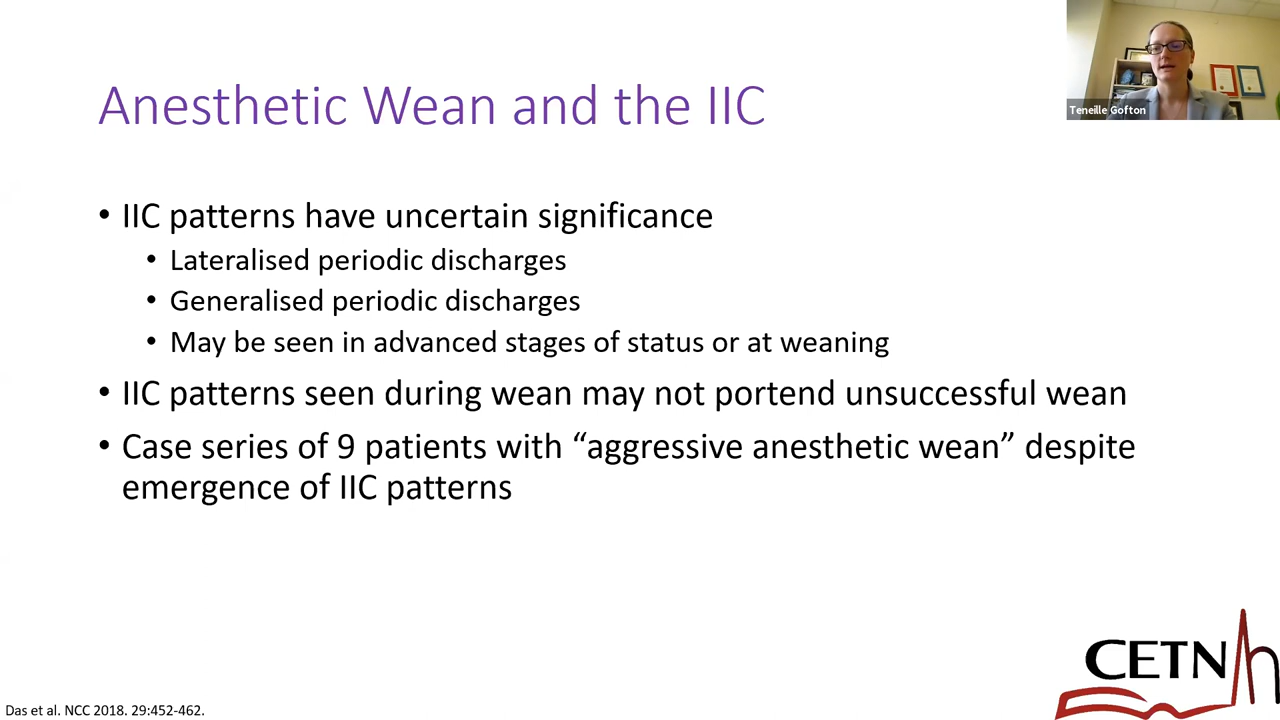 Teneille Gofton
Anesthetic Wean and the IIC
• IIC patterns have uncertain significance
• Lateralised periodic discharges
• Generalised periodic discharges
• May be seen in advanced stages of status or at weaning
• IIC patterns seen during wean may not portend unsuccessful wean
• Case series of 9 patients with “aggressive anesthetic wean” despite
emergence of IIC patterns
CETN
Das et al. NCC 2018. 29:452-462.